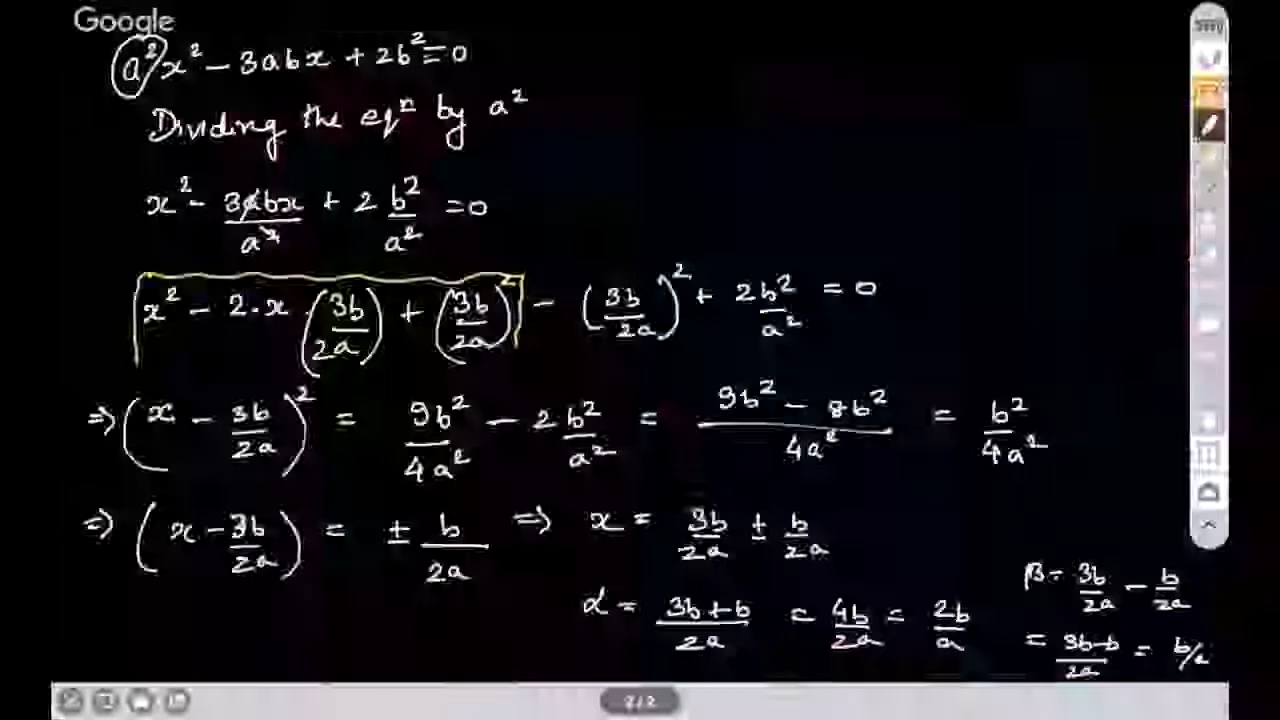 Google
a²x² - 3abx + 2b² = 0
Dividing the eqⁿ by a²
x² - 3abx/a² + 2 b²/a² = 0
x² - 2·x·(3b/2a) + (3b/2a)² - (3b/2a)² + 2b²/a² = 0
⇒ (x - 3b/2a)² = 9b²/4a² - 2b²/a² = (9b² - 8b²)/4a² = b²/4a²
⇒ (x - 3b/2a) = ± b/2a ⇒ x = 3b/2a ± b/2a
α = (3b+b)/2a = 4b/2a = 2b/a
β = 3b/2a - b/2a
= (3b-b)/2a = b/a
2/2